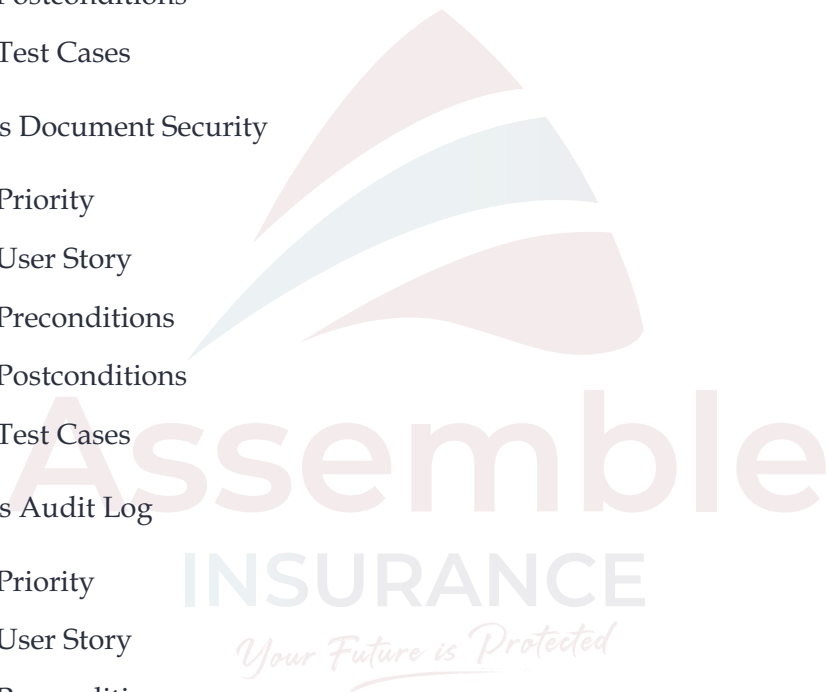 Postconditions
Test Cases
s Document Security
Priority
User Story
Preconditions
Postconditions
Test Cases
Assemble
s Audit Log
Priority
INSURANCE
User Story
Your Future is Protected